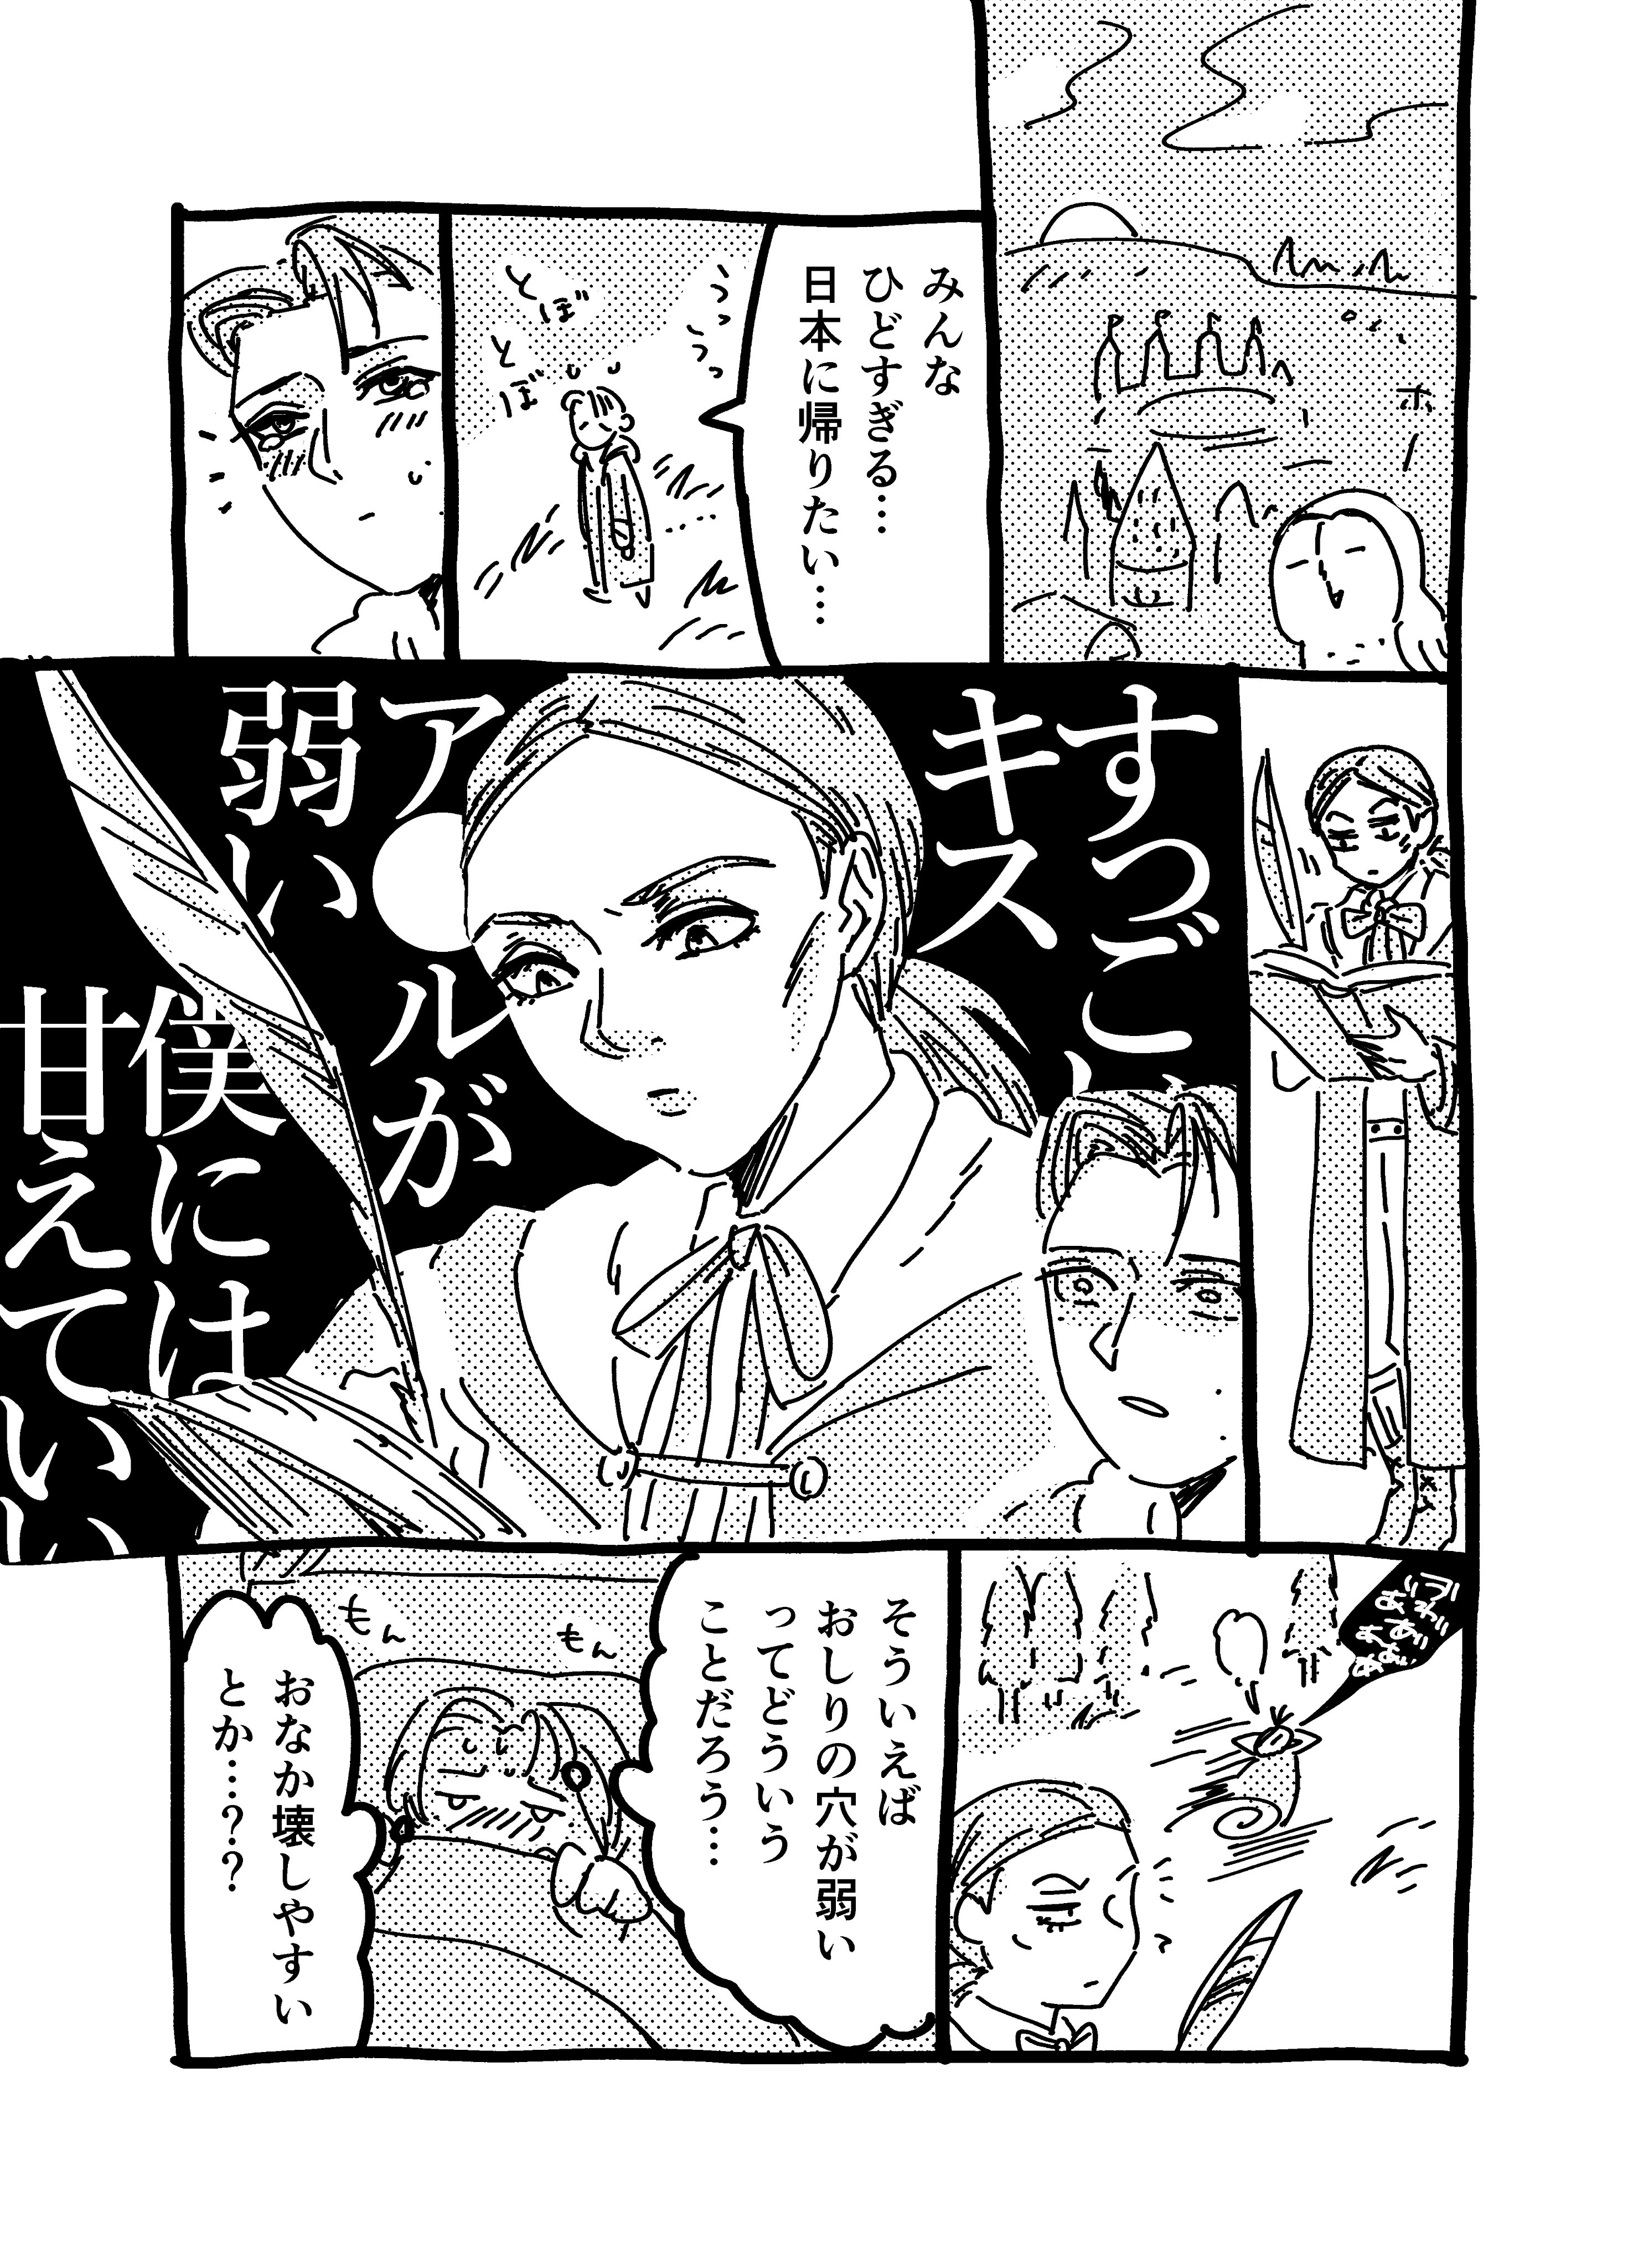 ホー
みんな
ひどすぎる…
日本に帰りたい…
うっ…
うっ…
とぼ
とぼ
すっご
キス
ア●ルが
弱い
僕には
甘えていい
そういえば
おしりの穴が弱い
ってどういう
ことだろう…
もん
もん
おなか壊しやすい
とか…??